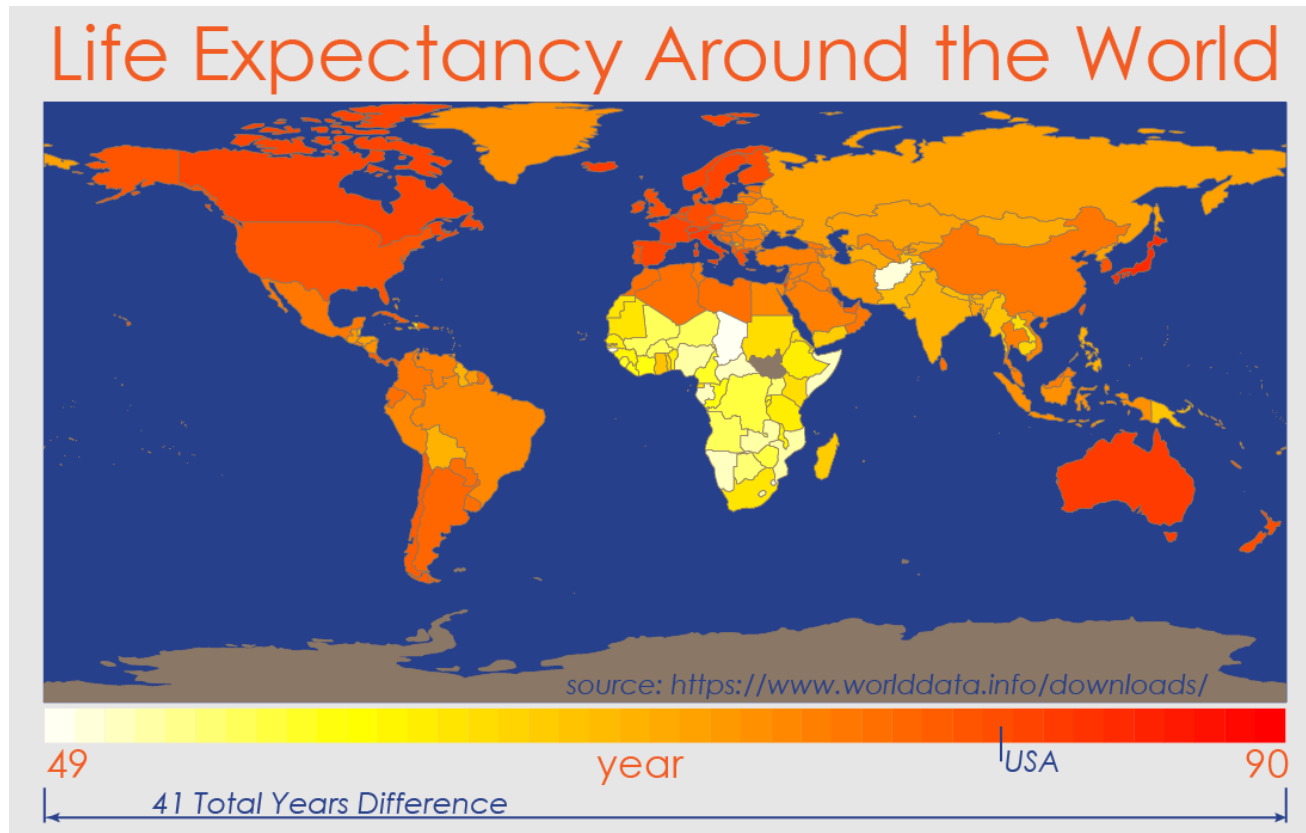 Life Expectancy Around the World
source: https://www.worlddata.info/downloads/
49 year USA 90
41 Total Years Difference